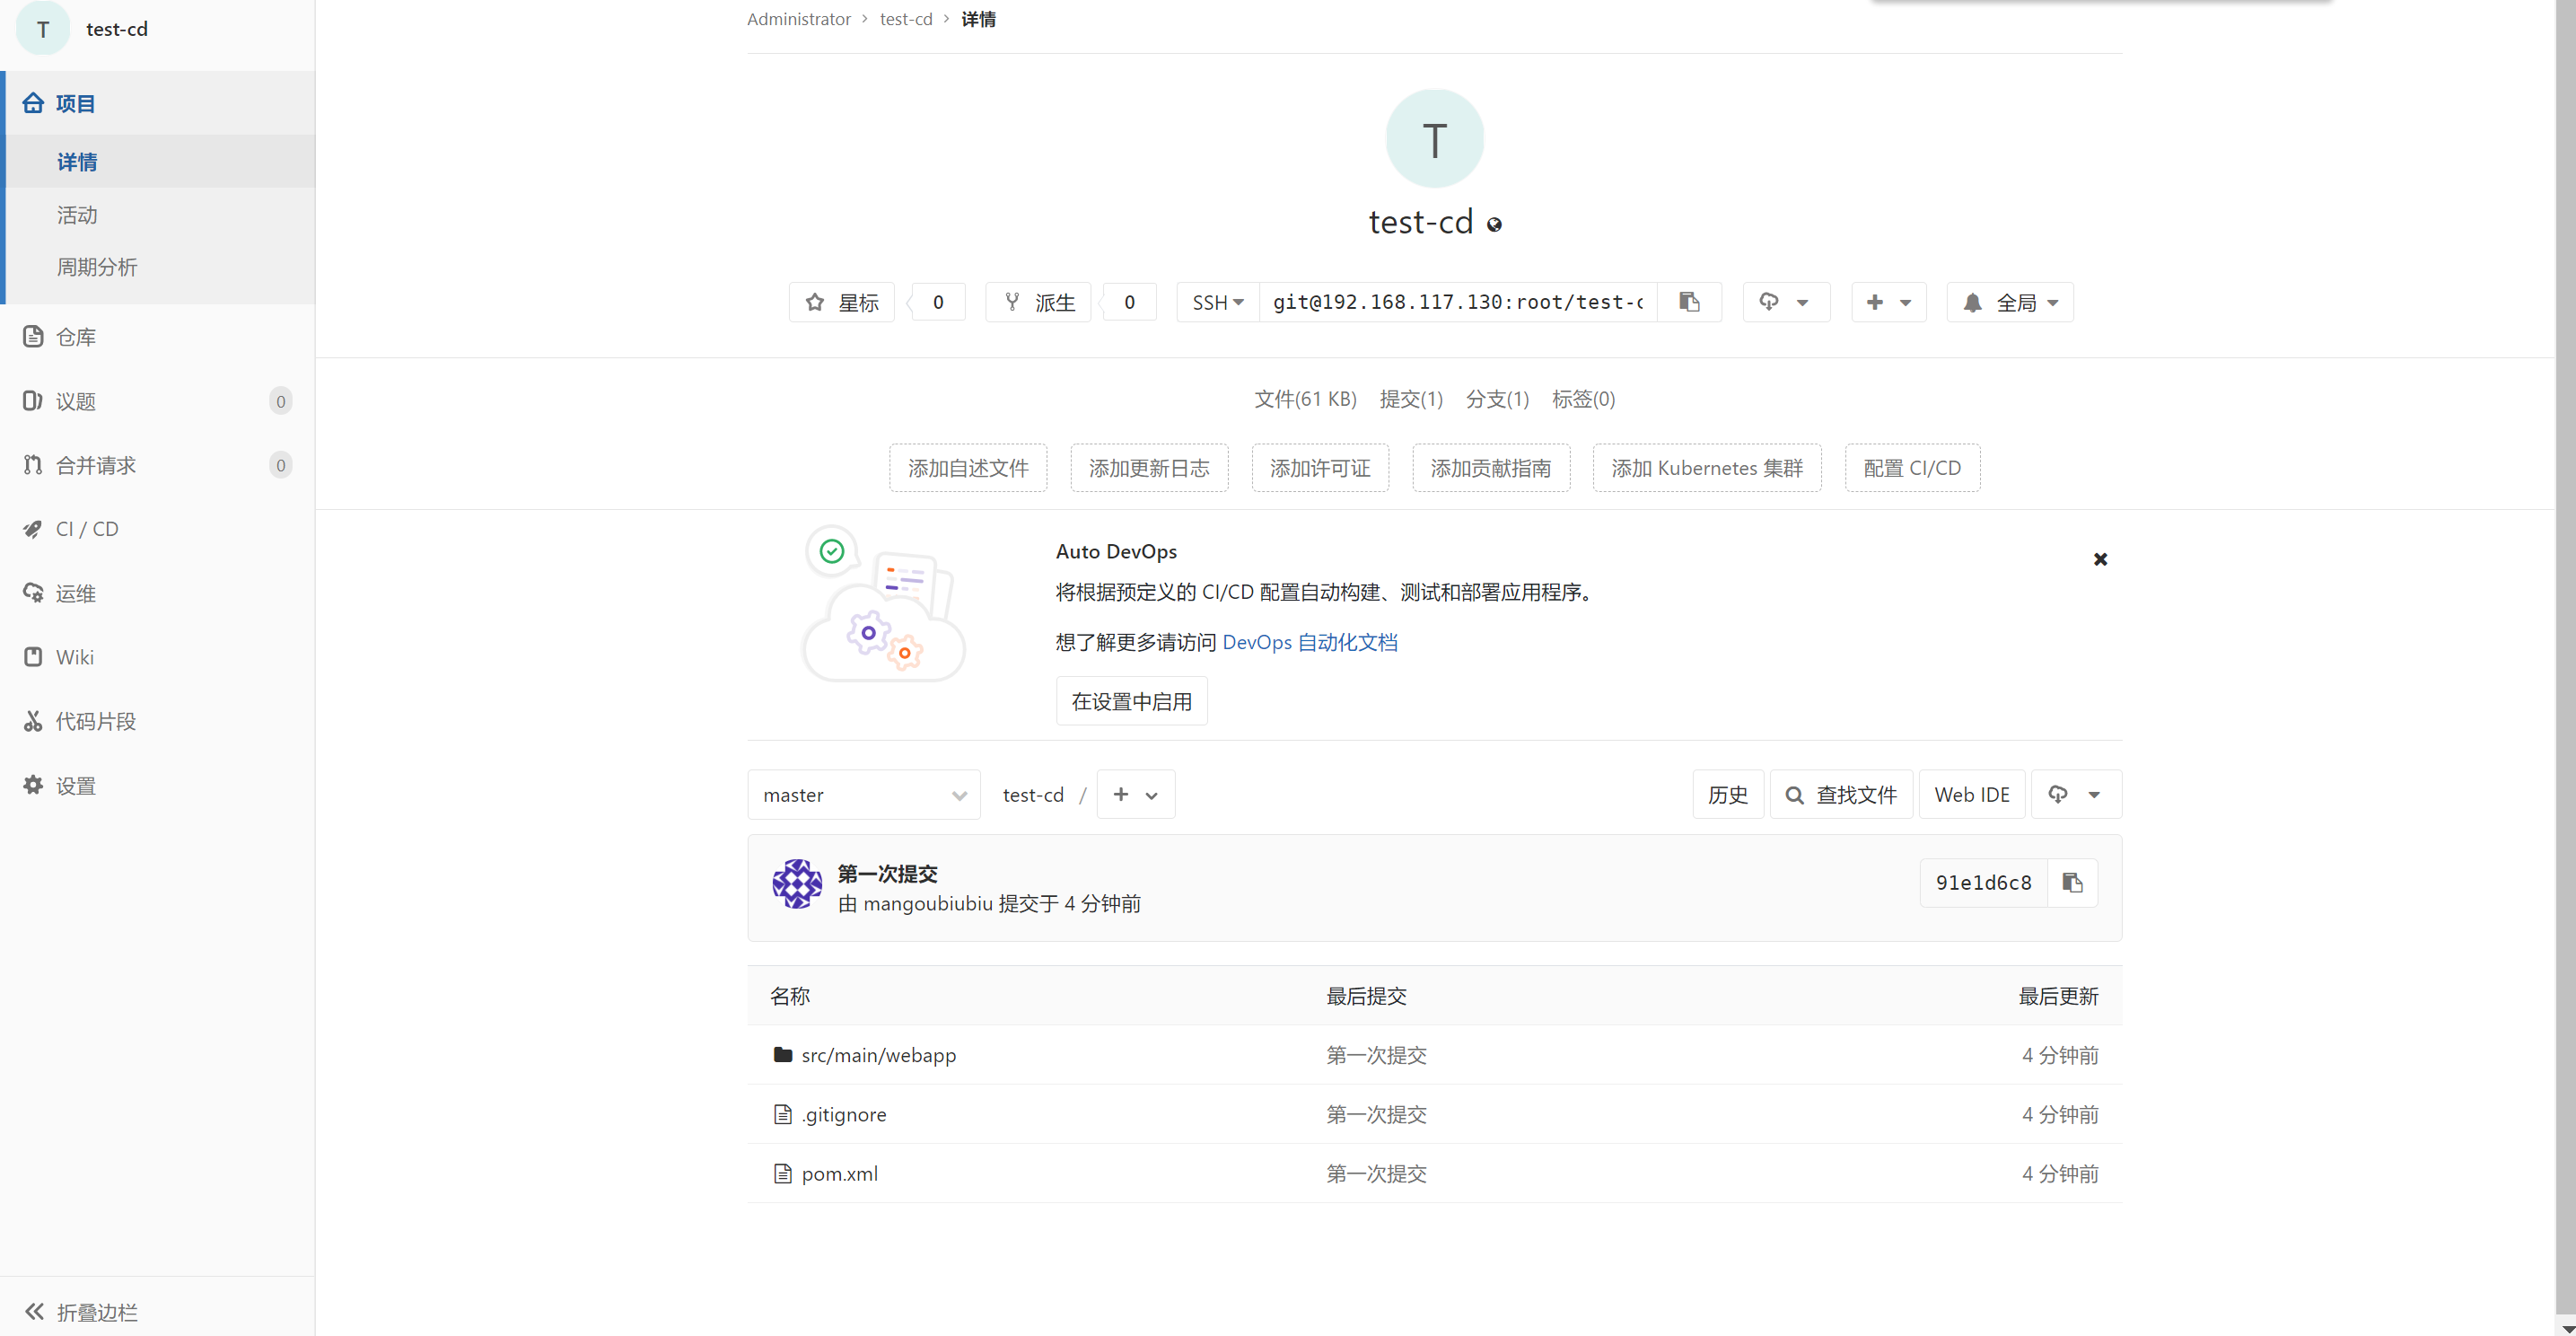 T test-cd
项目
详情
活动
周期分析
仓库
议题 0
合并请求 0
CI / CD
运维
Wiki
代码片段
设置
折叠边栏
Administrator > test-cd > 详情
T
test-cd
星标 0 派生 0 SSH git@192.168.117.130:root/test-c 全局
文件(61 KB) 提交(1) 分支(1) 标签(0)
添加自述文件 添加更新日志 添加许可证 添加贡献指南 添加 Kubernetes 集群 配置 CI/CD
Auto DevOps
将根据预定义的 CI/CD 配置自动构建、测试和部署应用程序。
想了解更多请访问 DevOps 自动化文档
在设置中启用
master test-cd / + 历史 查找文件 Web IDE
第一次提交
由 mangoubiubiu 提交于 4 分钟前
91e1d6c8
名称 最后提交 最后更新
src/main/webapp 第一次提交 4 分钟前
.gitignore 第一次提交 4 分钟前
pom.xml 第一次提交 4 分钟前